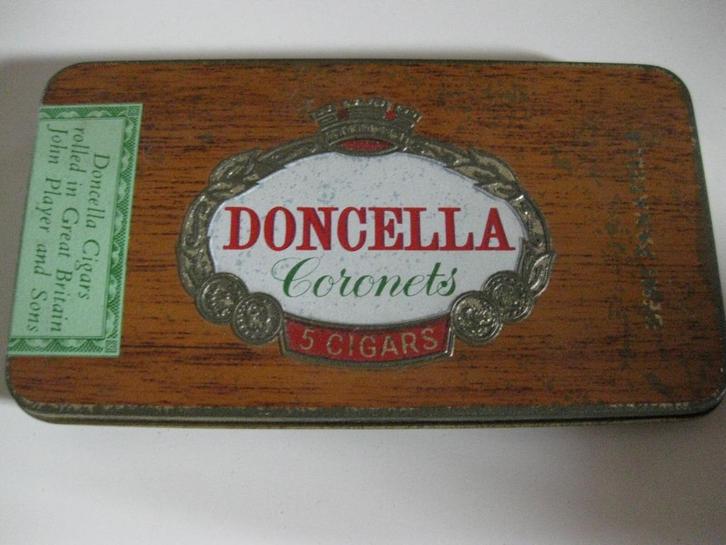 DONCELLA
Coronets
5 CIGARS
Doncella Cigars
rolled in Great Britain
John Player and Sons